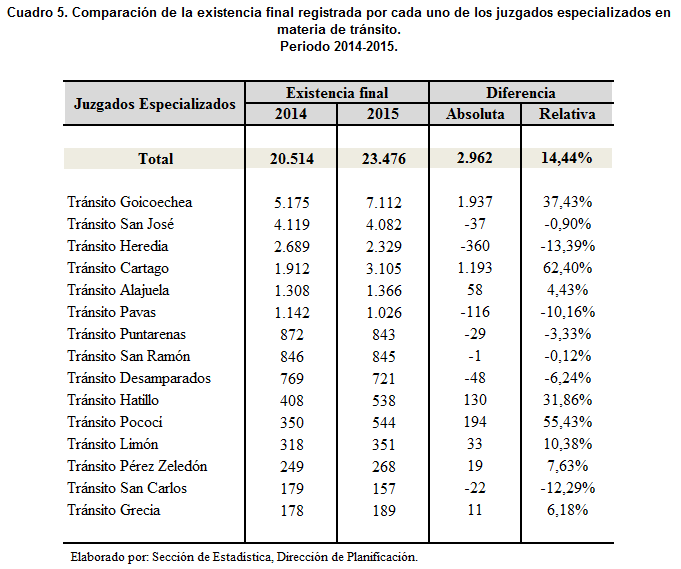 Cuadro 5. Comparación de la existencia final registrada por cada uno de los juzgados especializados en
materia de tránsito.
Periodo 2014-2015.
Juzgados Especializados Existencia final Diferencia
2014 2015 Absoluta Relativa
Total 20.514 23.476 2.962 14,44%
Tránsito Goicoechea 5.175 7.112 1.937 37,43%
Tránsito San José 4.119 4.082 -37 -0,90%
Tránsito Heredia 2.689 2.329 -360 -13,39%
Tránsito Cartago 1.912 3.105 1.193 62,40%
Tránsito Alajuela 1.308 1.366 58 4,43%
Tránsito Pavas 1.142 1.026 -116 -10,16%
Tránsito Puntarenas 872 843 -29 -3,33%
Tránsito San Ramón 846 845 -1 -0,12%
Tránsito Desamparados 769 721 -48 -6,24%
Tránsito Hatillo 408 538 130 31,86%
Tránsito Pococí 350 544 194 55,43%
Tránsito Limón 318 351 33 10,38%
Tránsito Pérez Zeledón 249 268 19 7,63%
Tránsito San Carlos 179 157 -22 -12,29%
Tránsito Grecia 178 189 11 6,18%
Elaborado por: Sección de Estadística, Dirección de Planificación.